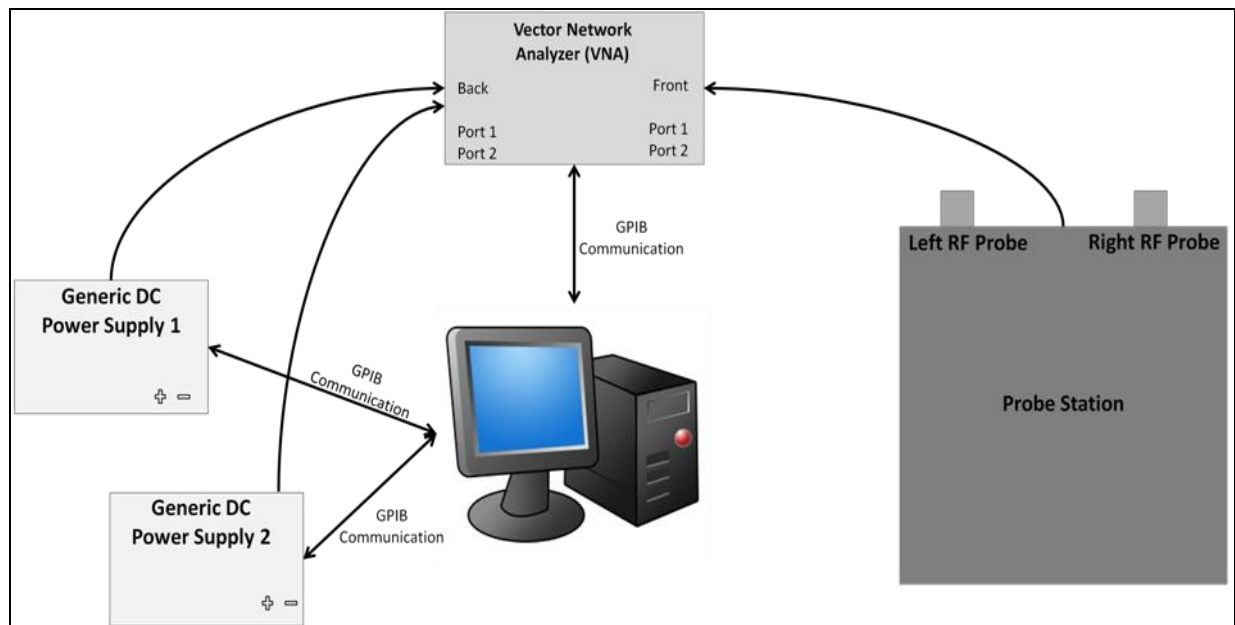 Vector Network
Analyzer (VNA)
Back
Front
Port 1
Port 2
Port 1
Port 2
GPIB
Communication
Left RF Probe
Right RF Probe
Probe Station
Generic DC
Power Supply 1
GPIB
Communication
Generic DC
Power Supply 2
GPIB
Communication